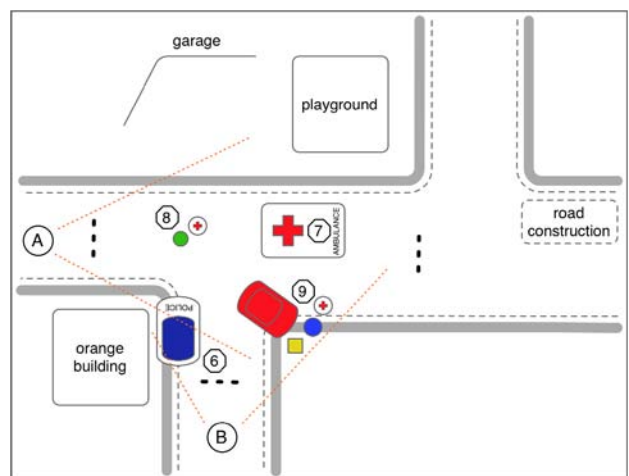 garage
playground
8
7
AMBULANCE
road
construction
A
9
POLICE
orange
building
6
B